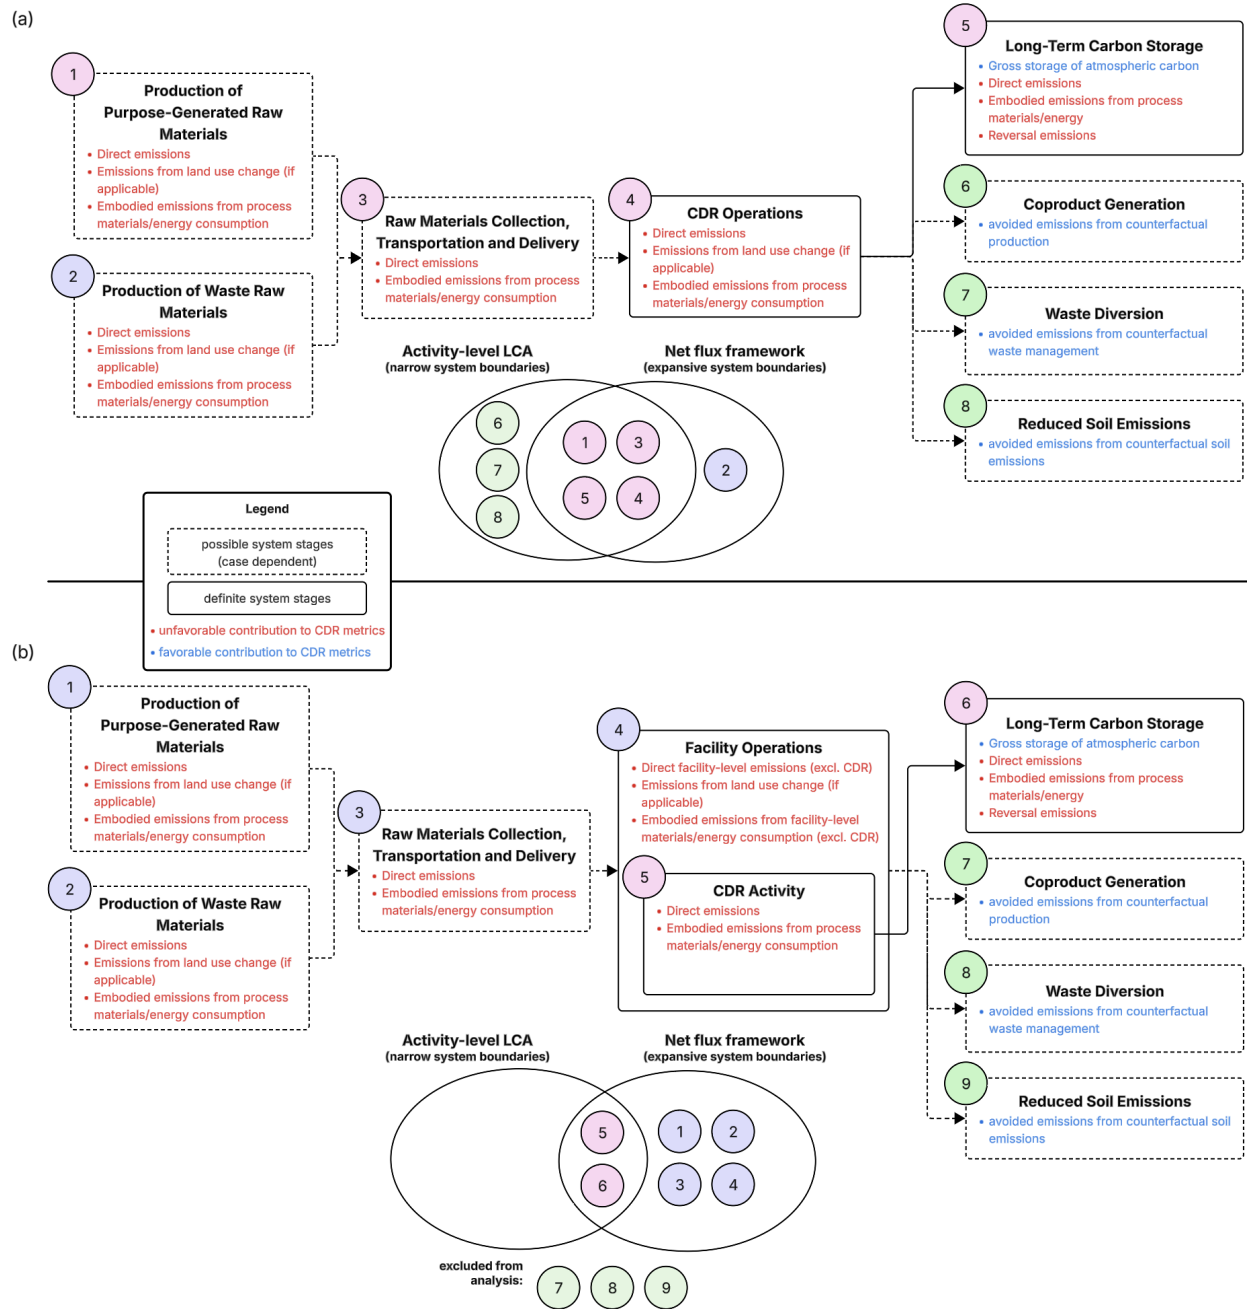 (a)
1
Production of
Purpose-Generated Raw
Materials
• Direct emissions
• Emissions from land use change (if
applicable)
• Embodied emissions from process
materials/energy consumption
2
Production of Waste Raw
Materials
• Direct emissions
• Emissions from land use change (if
applicable)
• Embodied emissions from process
materials/energy consumption
3
Raw Materials Collection,
Transportation and Delivery
• Direct emissions
• Embodied emissions from process
materials/energy consumption
4
CDR Operations
• Direct emissions
• Emissions from land use change (if
applicable)
• Embodied emissions from process
materials/energy consumption
5
Long-Term Carbon Storage
• Gross storage of atmospheric carbon
• Direct emissions
• Embodied emissions from process
materials/energy
• Reversal emissions
6
Coproduct Generation
• avoided emissions from counterfactual
production
7
Waste Diversion
• avoided emissions from counterfactual
waste management
8
Reduced Soil Emissions
• avoided emissions from counterfactual soil
emissions
Activity-level LCA
(narrow system boundaries)
Net flux framework
(expansive system boundaries)
6
7
8
1
3
5
4
2
Legend
possible system stages
(case dependent)
definite system stages
• unfavorable contribution to CDR metrics
• favorable contribution to CDR metrics
(b)
1
Production of
Purpose-Generated Raw
Materials
• Direct emissions
• Emissions from land use change (if
applicable)
• Embodied emissions from process
materials/energy consumption
2
Production of Waste Raw
Materials
• Direct emissions
• Emissions from land use change (if
applicable)
• Embodied emissions from process
materials/energy consumption
3
Raw Materials Collection,
Transportation and Delivery
• Direct emissions
• Embodied emissions from process
materials/energy consumption
4
Facility Operations
• Direct facility-level emissions (excl. CDR)
• Emissions from land use change (if
applicable)
• Embodied emissions from facility-level
materials/energy consumption (excl. CDR)
5
CDR Activity
• Direct emissions
• Embodied emissions from process
materials/energy consumption
6
Long-Term Carbon Storage
• Gross storage of atmospheric carbon
• Direct emissions
• Embodied emissions from process
materials/energy
• Reversal emissions
7
Coproduct Generation
• avoided emissions from counterfactual
production
8
Waste Diversion
• avoided emissions from counterfactual
waste management
9
Reduced Soil Emissions
• avoided emissions from counterfactual soil
emissions
Activity-level LCA
(narrow system boundaries)
Net flux framework
(expansive system boundaries)
5
6
1
2
3
4
excluded from
analysis:
7
8
9